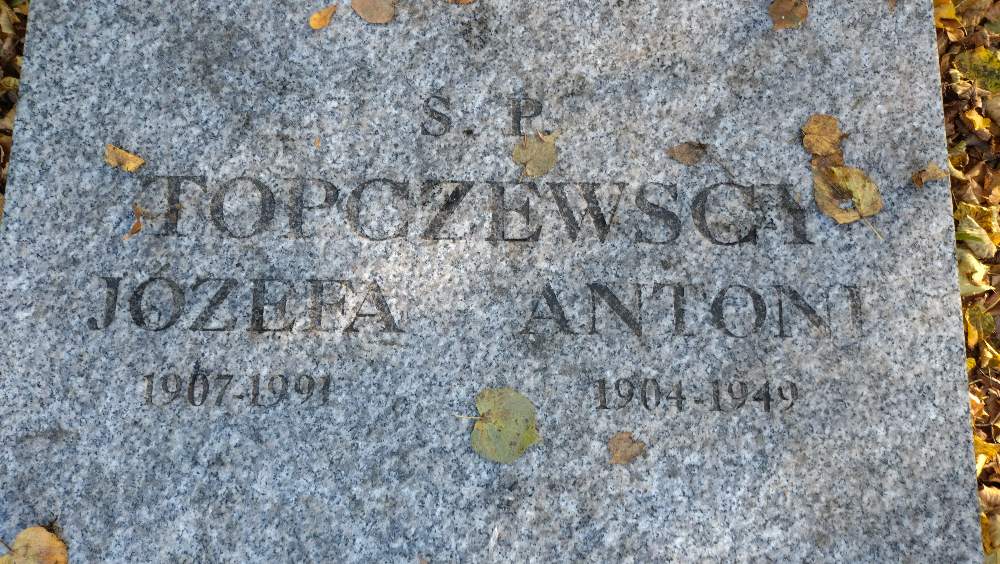 S. P.
TOPCZEWSCY
JÓZEFA ANTONI
1907-1991 1904-1949